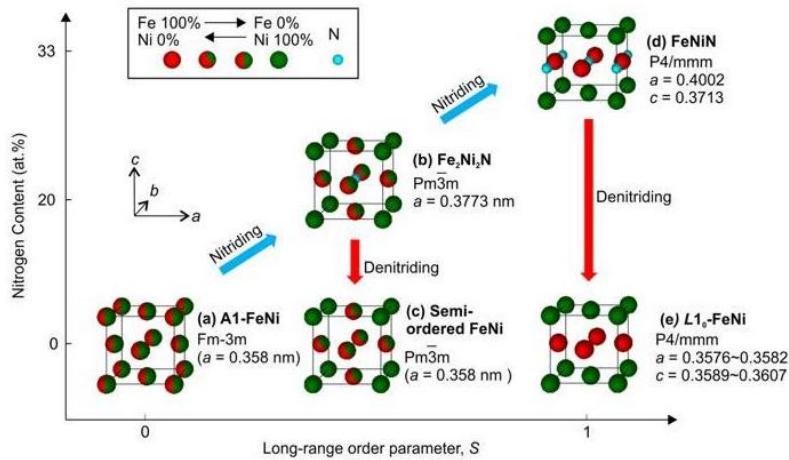 Fe 100% → Fe 0%
Ni 0% ← Ni 100% N
Nitrogen Content (at.%)
33
20
0
c
b
a
Nitriding
Nitriding
Denitriding
Denitriding
(a) A1-FeNi
Fm-3m
(a = 0.358 nm)
(b) Fe₂Ni₂N
Pm3̅m
a = 0.3773 nm
(c) Semi-
ordered FeNi
Pm3̅m
(a = 0.358 nm )
(d) FeNiN
P4/mmm
a = 0.4002
c = 0.3713
(e) L1₀-FeNi
P4/mmm
a = 0.3576~0.3582
c = 0.3589~0.3607
0
1
Long-range order parameter, S